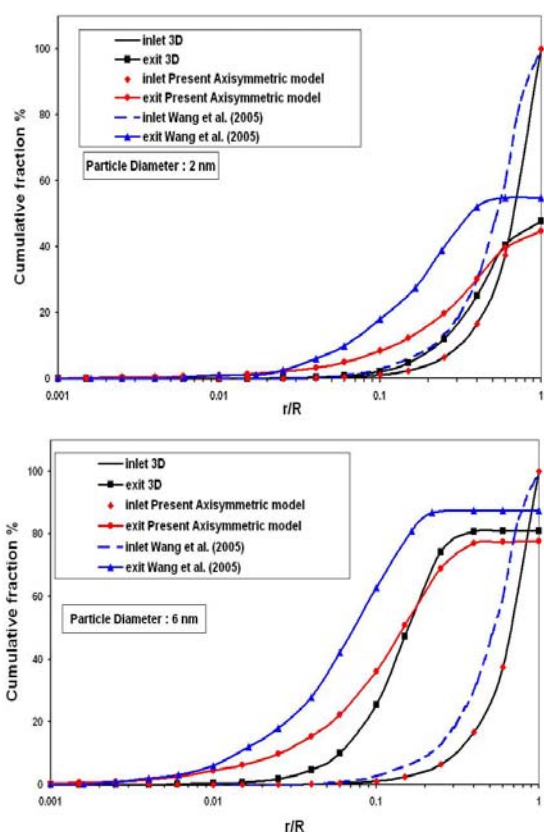 100
80
60
40
20
0
Cumulative fraction %
inlet 3D
exit 3D
inlet Present Axisymmetric model
exit Present Axisymmetric model
inlet Wang et al. (2005)
exit Wang et al. (2005)
Particle Diameter : 2 nm
0.001
0.01
0.1
1
r/R
100
80
60
40
20
0
Cumulative fraction %
inlet 3D
exit 3D
inlet Present Axisymmetric model
exit Present Axisymmetric model
inlet Wang et al. (2005)
exit Wang et al. (2005)
Particle Diameter : 6 nm
0.001
0.01
0.1
1
r/R